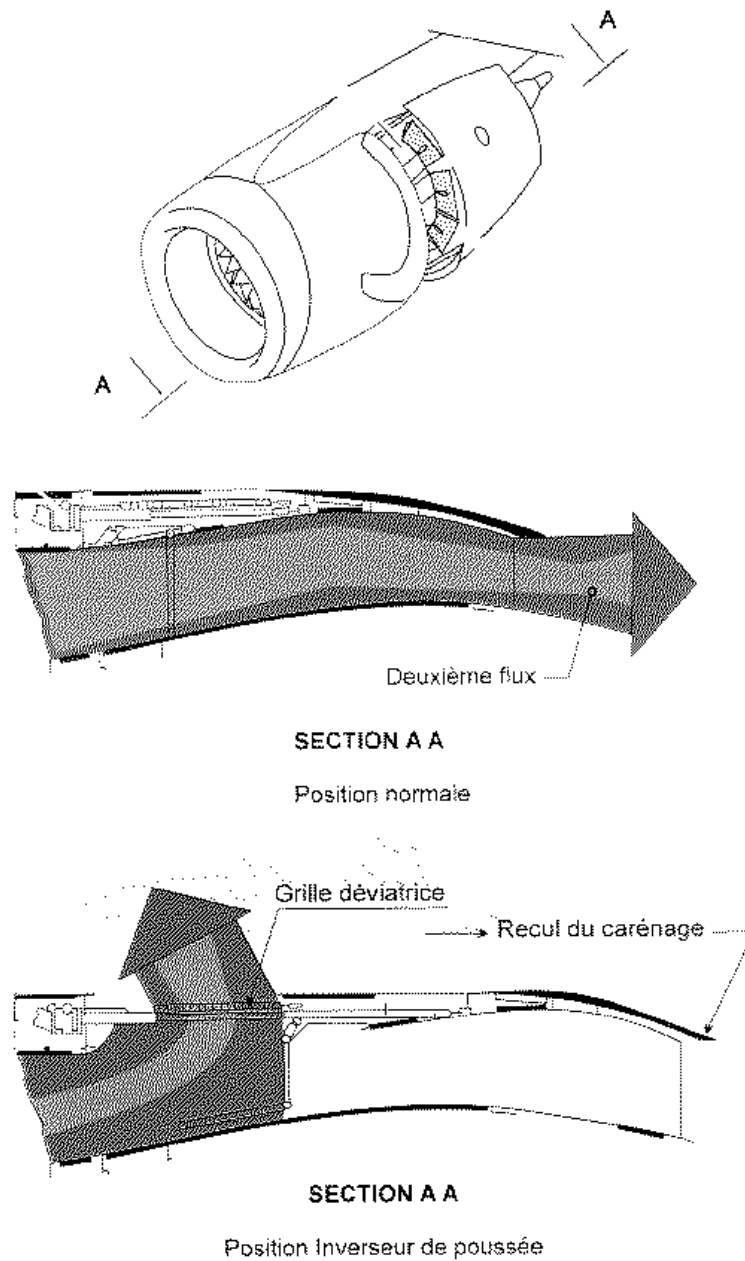 A
A
Deuxième flux
SECTION A A
Position normale
Grille déviatrice
Recul du carénage
SECTION A A
Position Inverseur de poussée